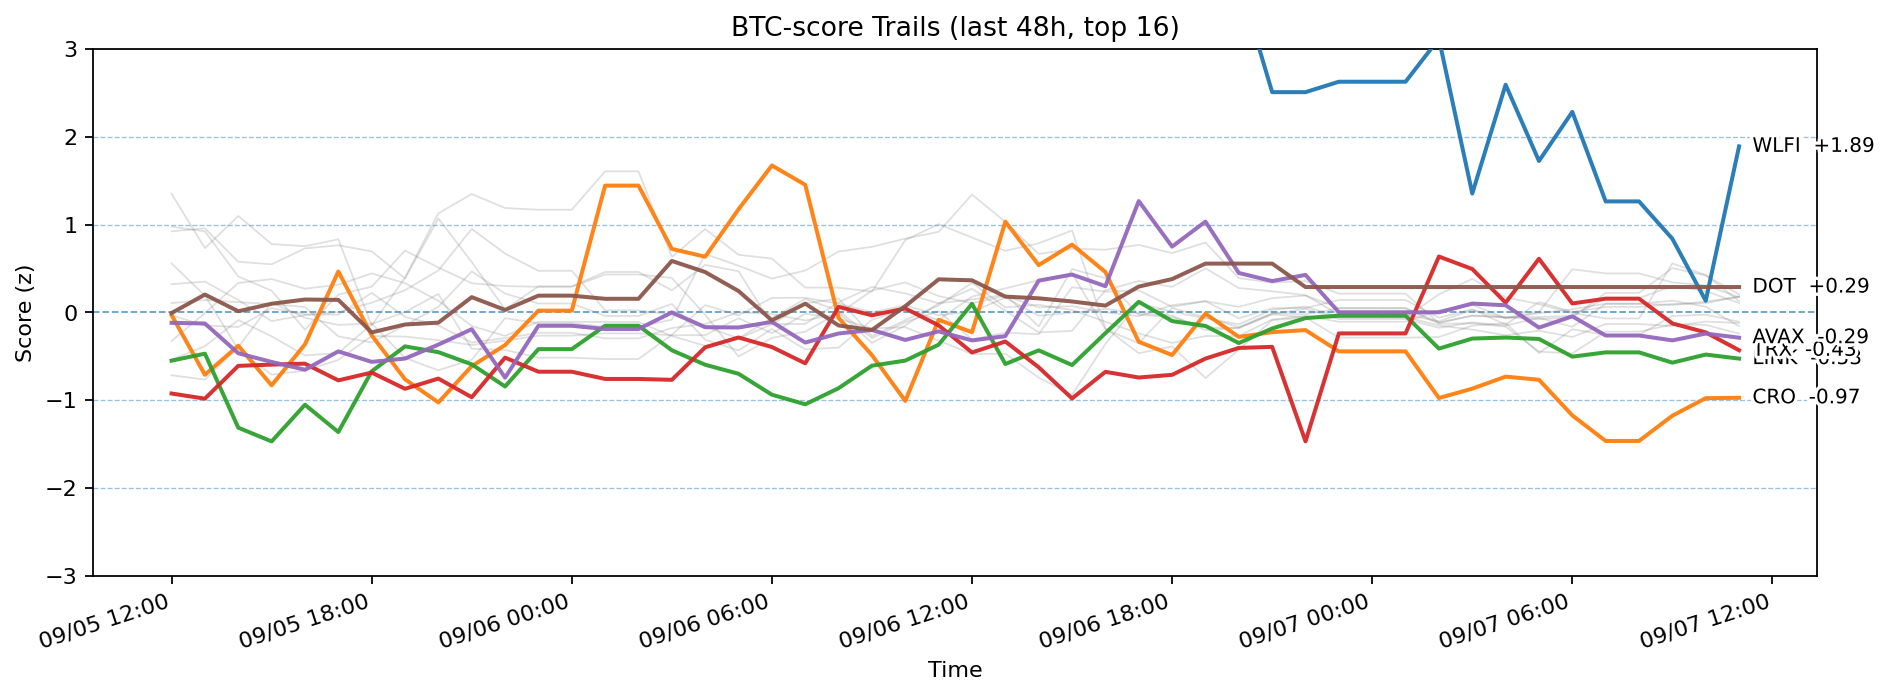 BTC-score Trails (last 48h, top 16)
Score (z)
3
2
1
0
−1
−2
−3
WLFI +1.89
DOT +0.29
AVAX -0.29
TRX -0.43
LINK -0.53
CRO -0.97
09/05 12:00
09/05 18:00
09/06 00:00
09/06 06:00
09/06 12:00
09/06 18:00
09/07 00:00
09/07 06:00
09/07 12:00
Time